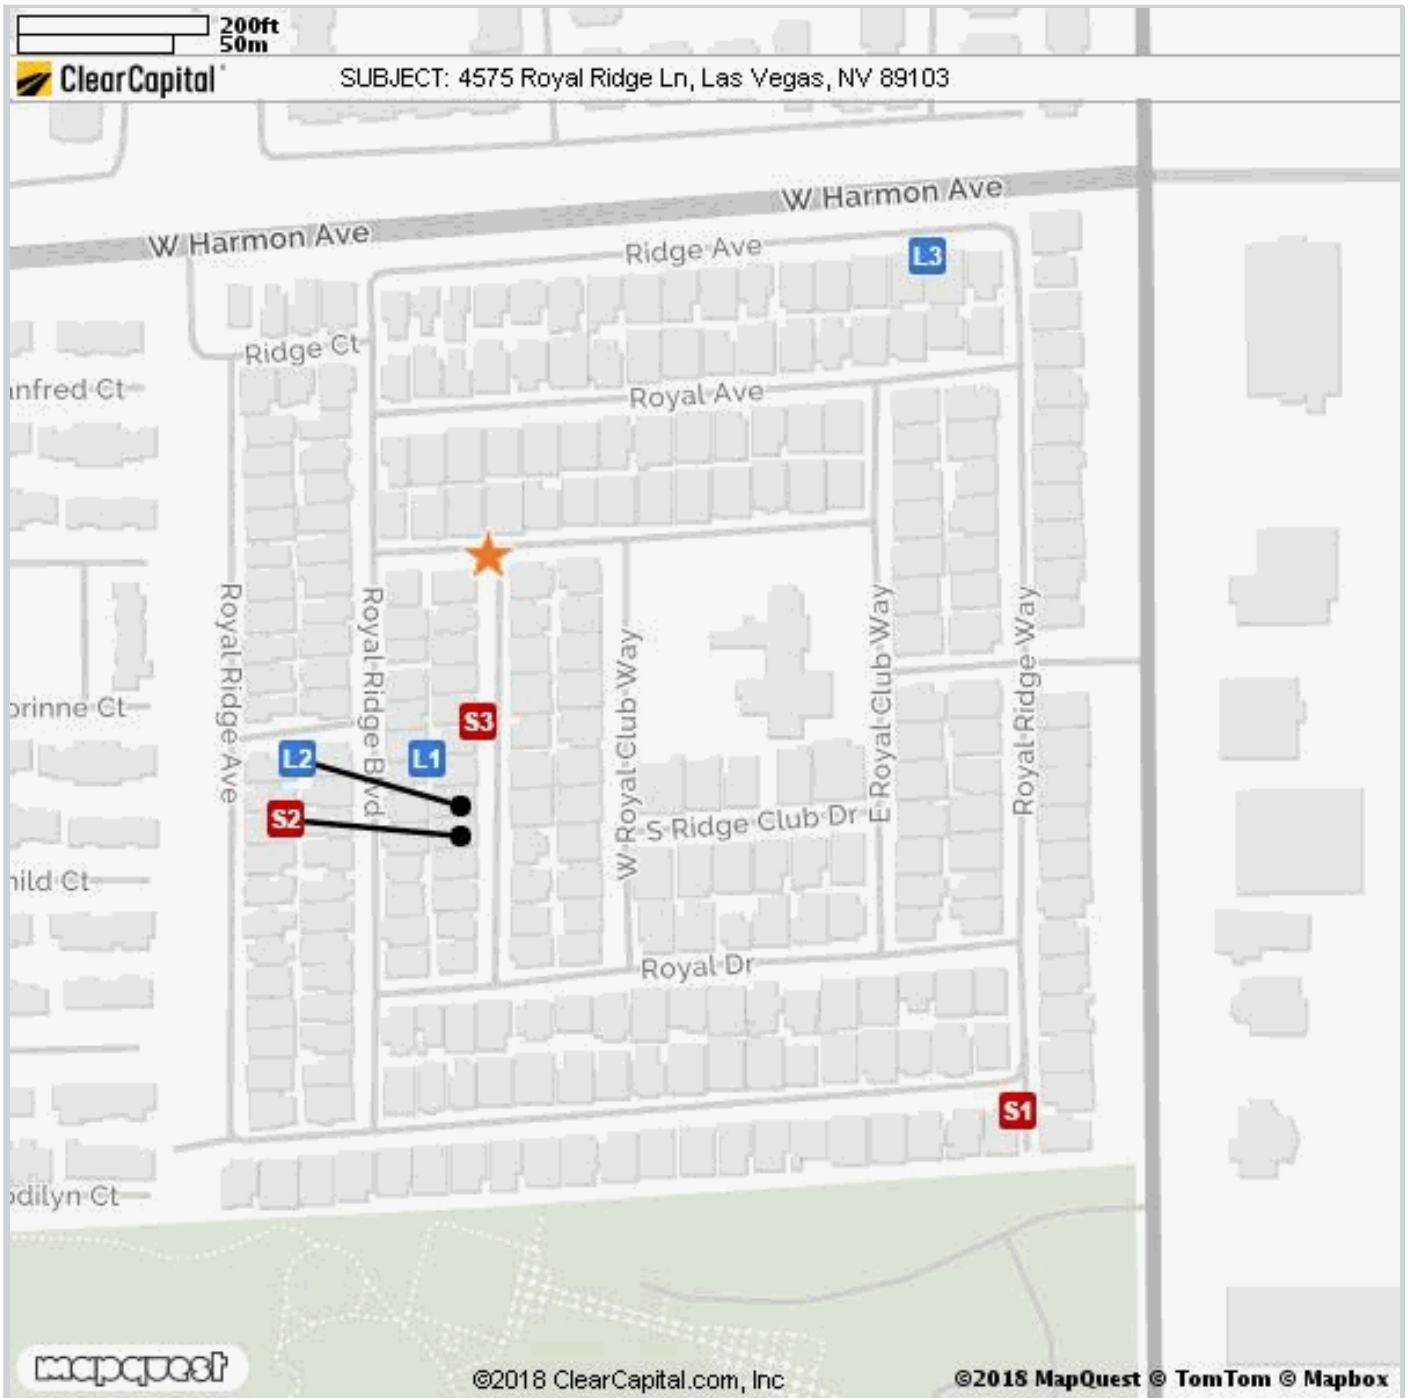 200ft
50m
ClearCapital
SUBJECT: 4575 Royal Ridge Ln, Las Vegas, NV 89103
W Harmon Ave
W Harmon Ave
Ridge Ave
L3
Ridge Ct
anfred Ct
Royal Ave
Royal Ridge Ave
Royal Ridge Blvd
W Royal Club Way
E Royal Club Way
Royal Ridge Way
orinne Ct
S3
L2
L1
S2
S Ridge Club Dr
hild Ct
Royal Dr
S1
odilyn Ct
mapquest
©2018 ClearCapital.com, Inc
©2018 MapQuest © TomTom © Mapbox